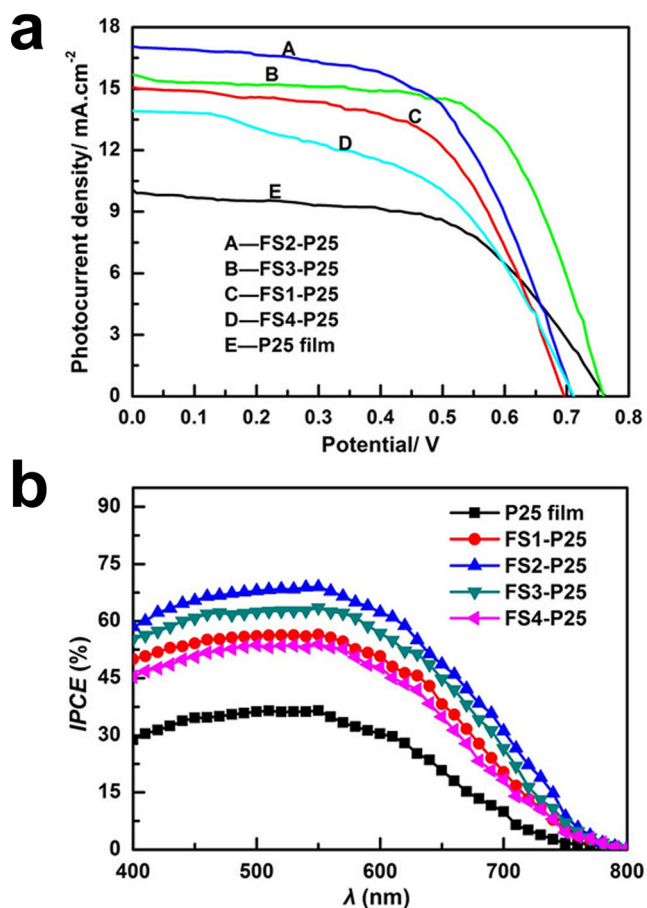 a
18
15
12
9
6
3
0
Photocurrent density/ mA.cm-2
A
B
C
D
E
A—FS2-P25
B—FS3-P25
C—FS1-P25
D—FS4-P25
E—P25 film
0.0 0.1 0.2 0.3 0.4 0.5 0.6 0.7 0.8
Potential/ V
b
90
75
60
45
30
15
0
IPCE (%)
P25 film
FS1-P25
FS2-P25
FS3-P25
FS4-P25
400 500 600 700 800
λ (nm)